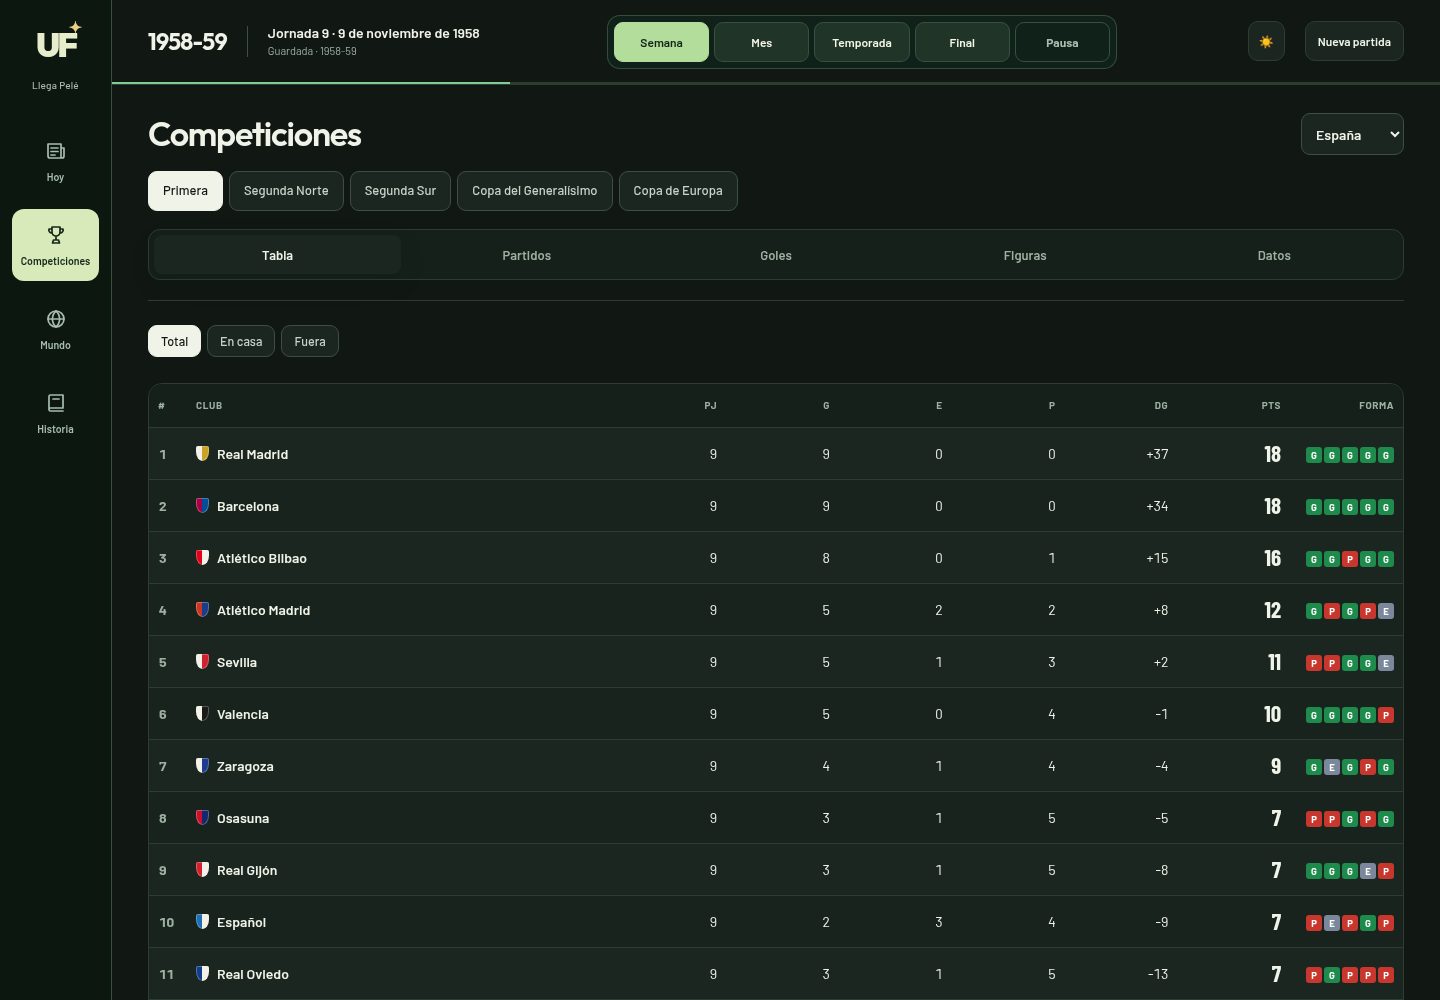 UF
Llega Pelé
Hoy
Competiciones
Mundo
Historia
1958-59
Jornada 9 · 9 de noviembre de 1958
Guardada · 1958-59
Semana
Mes
Temporada
Final
Pausa
Nueva partida
Competiciones
España
Primera
Segunda Norte
Segunda Sur
Copa del Generalísimo
Copa de Europa
Tabla
Partidos
Goles
Figuras
Datos
Total
En casa
Fuera
# CLUB PJ G E P DG PTS FORMA
1 Real Madrid 9 9 0 0 +37 18 G G G G G
2 Barcelona 9 9 0 0 +34 18 G G G G G
3 Atlético Bilbao 9 8 0 1 +15 16 G G P G G
4 Atlético Madrid 9 5 2 2 +8 12 G P G P E
5 Sevilla 9 5 1 3 +2 11 P P G G E
6 Valencia 9 5 0 4 -1 10 G G G G P
7 Zaragoza 9 4 1 4 -4 9 G E G P G
8 Osasuna 9 3 1 5 -5 7 P P G P G
9 Real Gijón 9 3 1 5 -8 7 G G G E P
10 Español 9 2 3 4 -9 7 P E P G P
11 Real Oviedo 9 3 1 5 -13 7 P G P P P